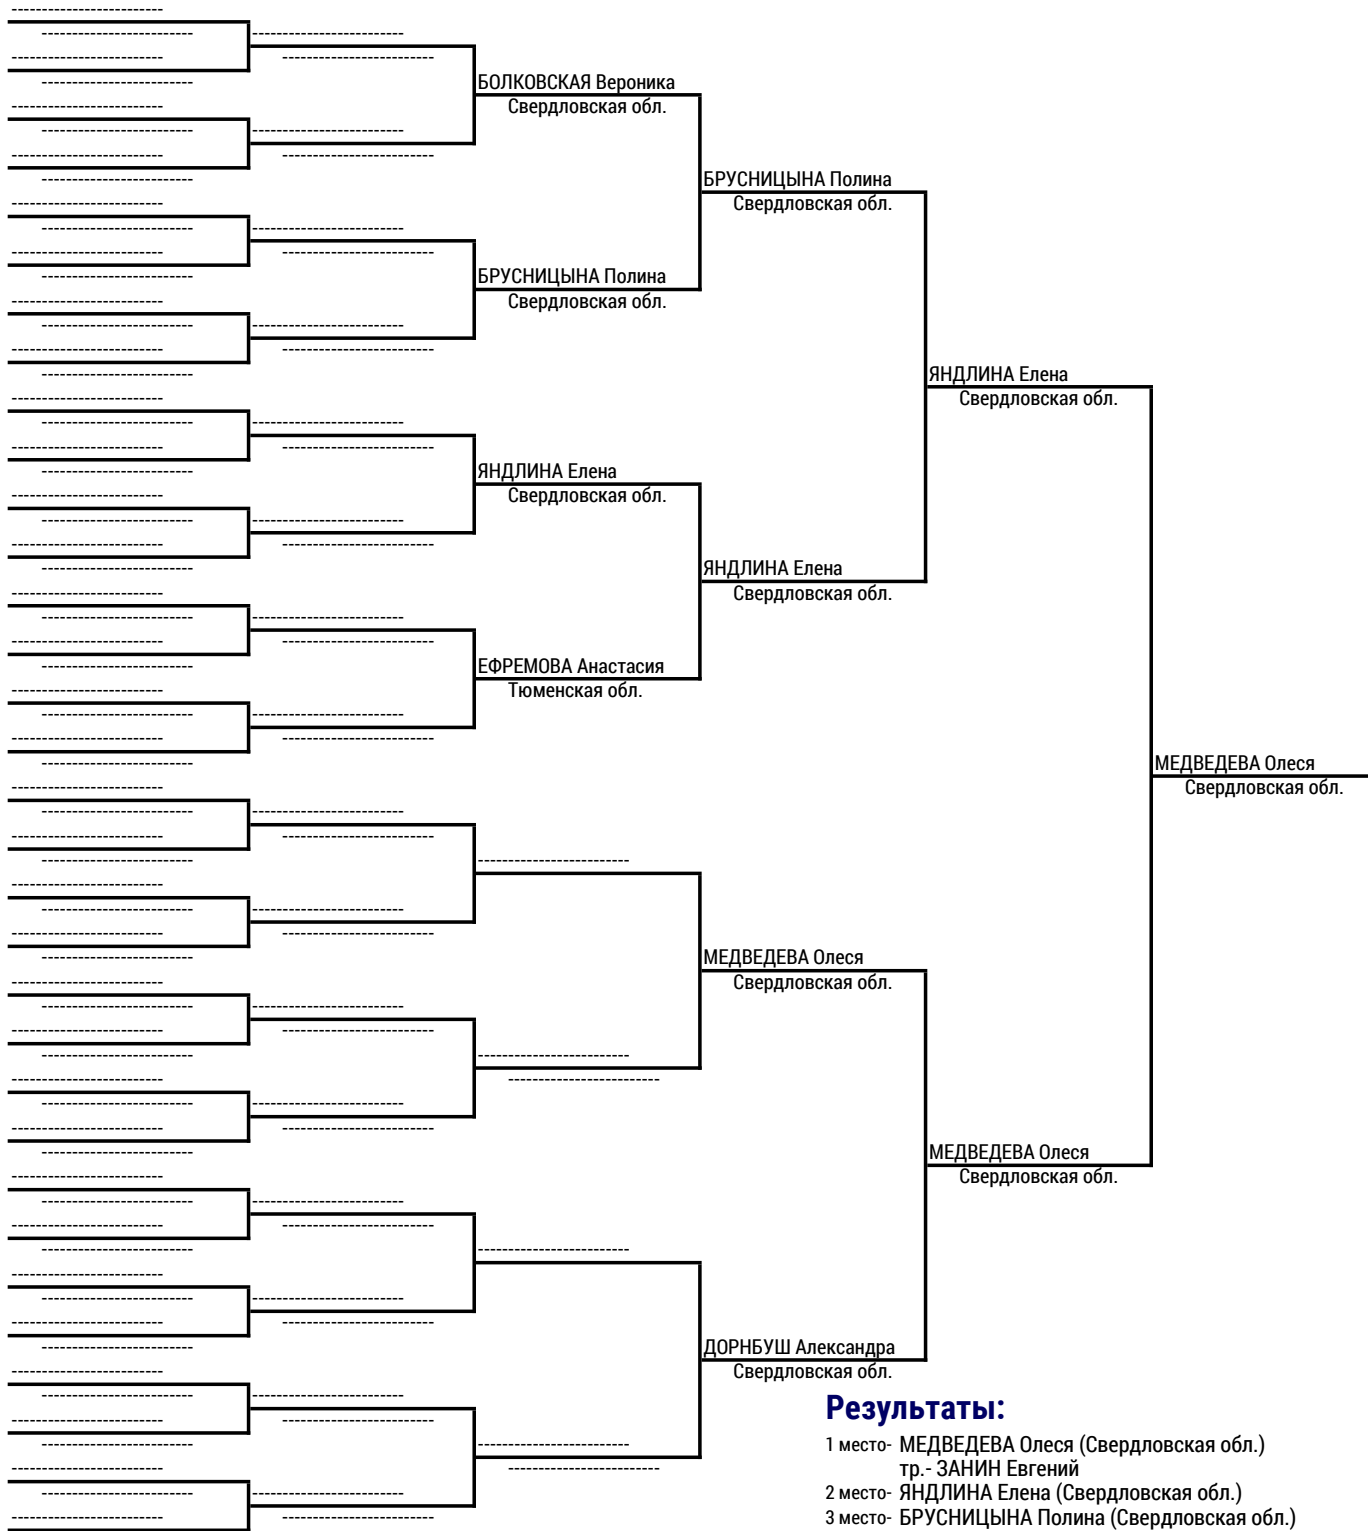 БОЛКОВСКАЯ Вероника
Свердловская обл.
БРУСНИЦЫНА Полина
Свердловская обл.
БРУСНИЦЫНА Полина
Свердловская обл.
ЯНДЛИНА Елена
Свердловская обл.
ЯНДЛИНА Елена
Свердловская обл.
ЯНДЛИНА Елена
Свердловская обл.
ЕФРЕМОВА Анастасия
Тюменская обл.
МЕДВЕДЕВА Олеся
Свердловская обл.
МЕДВЕДЕВА Олеся
Свердловская обл.
МЕДВЕДЕВА Олеся
Свердловская обл.
ДОРНБУШ Александра
Свердловская обл.
Результаты:
1 место- МЕДВЕДЕВА Олеся (Свердловская обл.)
тр.- ЗАНИН Евгений
2 место- ЯНДЛИНА Елена (Свердловская обл.)
3 место- БРУСНИЦЫНА Полина (Свердловская обл.)